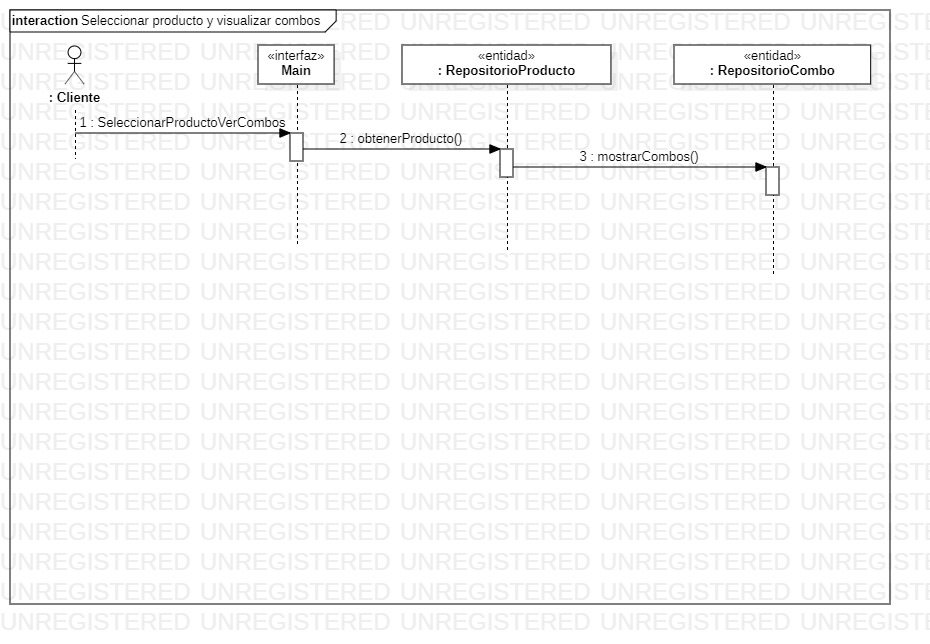 interaction Seleccionar producto y visualizar combos
«interfaz»
Main
«entidad»
: RepositorioProducto
«entidad»
: RepositorioCombo
: Cliente
1 : SeleccionarProductoVerCombos
2 : obtenerProducto()
3 : mostrarCombos()
UNREGISTERED UNREGISTERED UNREGISTERED UNREGISTERED UNREGISTERED